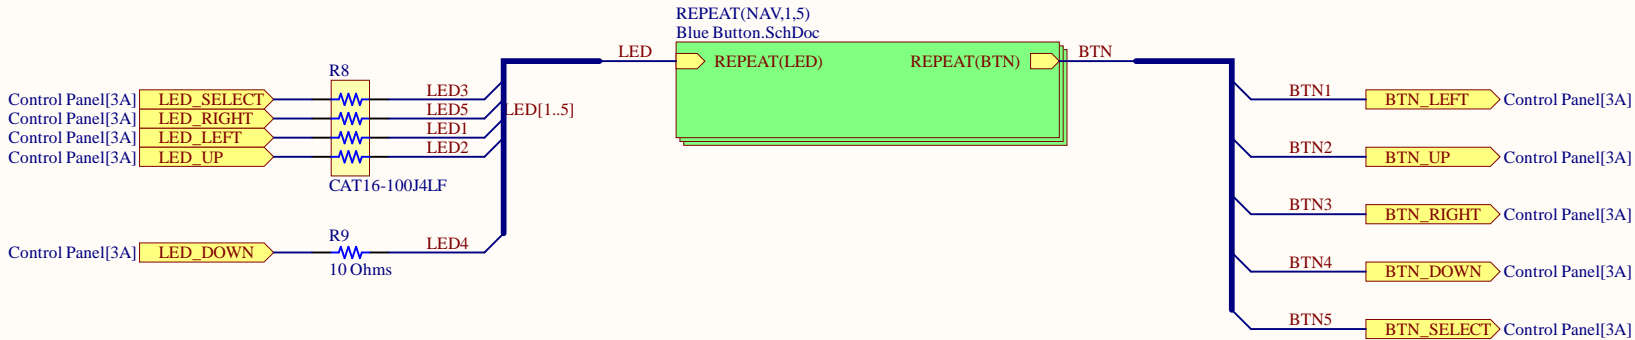 REPEAT(NAV,1,5)
Blue Button.SchDoc
LED
REPEAT(LED)
REPEAT(BTN)
BTN
R8
Control Panel[3A] LED_SELECT LED3
Control Panel[3A] LED_RIGHT LED5
LED[1..5]
Control Panel[3A] LED_LEFT LED1
Control Panel[3A] LED_UP LED2
CAT16-100J4LF
R9
Control Panel[3A] LED_DOWN LED4
10 Ohms
BTN1 BTN_LEFT Control Panel[3A]
BTN2 BTN_UP Control Panel[3A]
BTN3 BTN_RIGHT Control Panel[3A]
BTN4 BTN_DOWN Control Panel[3A]
BTN5 BTN_SELECT Control Panel[3A]